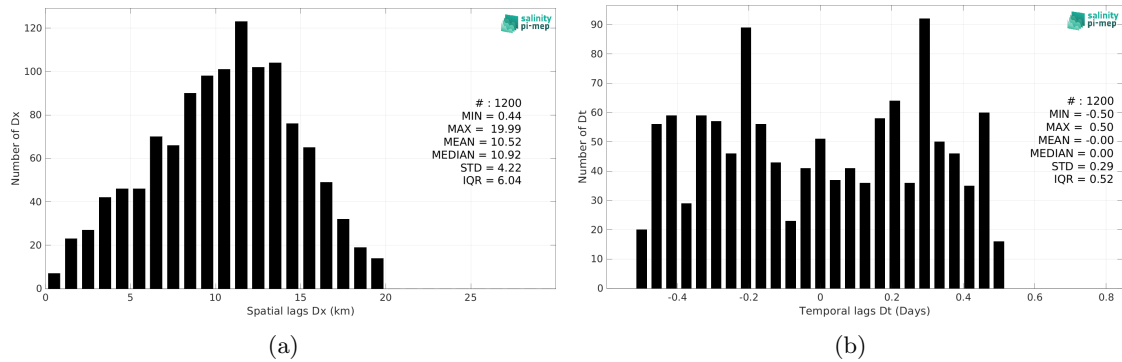 salinity
pi-mep
Number of Dx
120
100
80
60
40
20
0
# : 1200
MIN = 0.44
MAX = 19.99
MEAN = 10.52
MEDIAN = 10.92
STD = 4.22
IQR = 6.04
0 5 10 15 20 25
Spatial lags Dx (km)
(a)
salinity
pi-mep
Number of Dt
90
80
70
60
50
40
30
20
10
0
# : 1200
MIN = -0.50
MAX = 0.50
MEAN = -0.00
MEDIAN = 0.00
STD = 0.29
IQR = 0.52
-0.4 -0.2 0 0.2 0.4 0.6 0.8
Temporal lags Dt (Days)
(b)